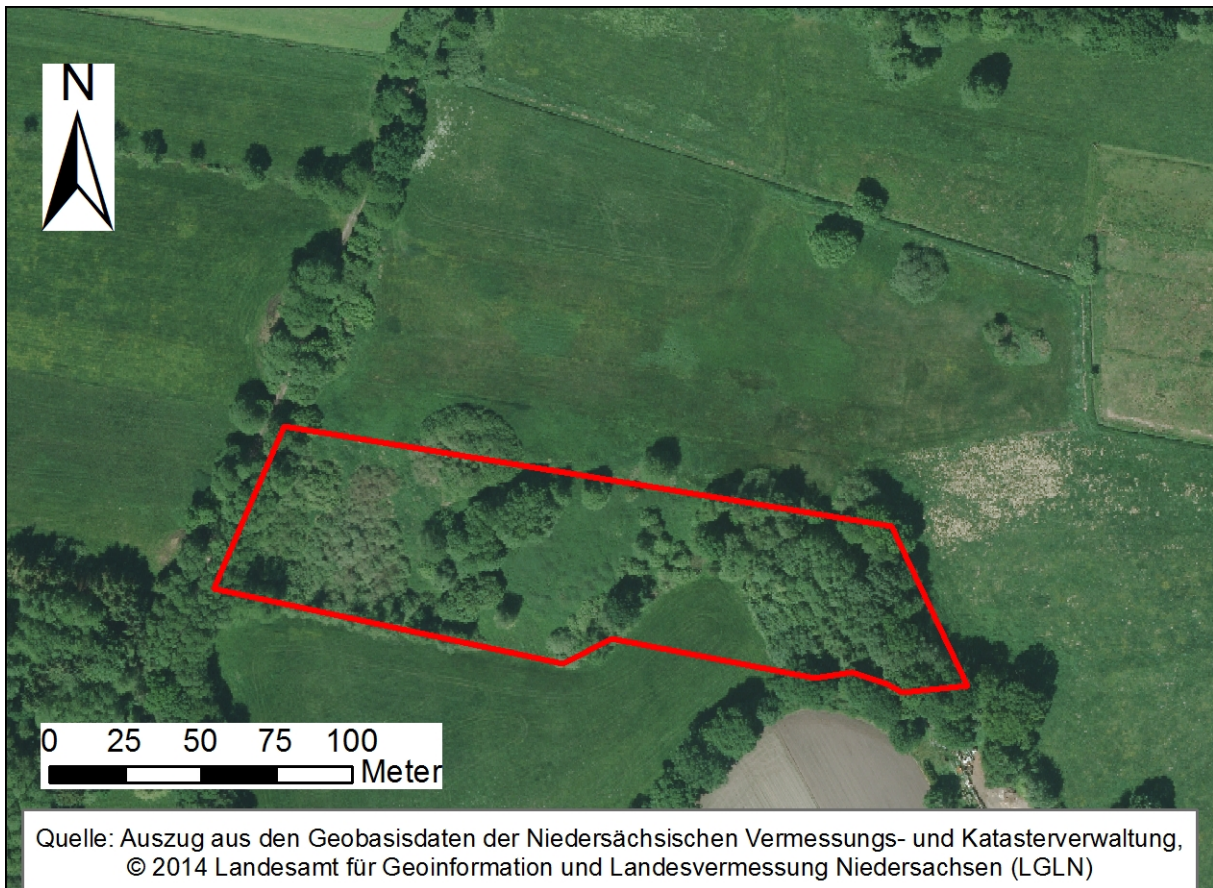 N
0 25 50 75 100
Meter
Quelle: Auszug aus den Geobasisdaten der Niedersächsischen Vermessungs- und Katasterverwaltung,
© 2014 Landesamt für Geoinformation und Landesvermessung Niedersachsen (LGLN)